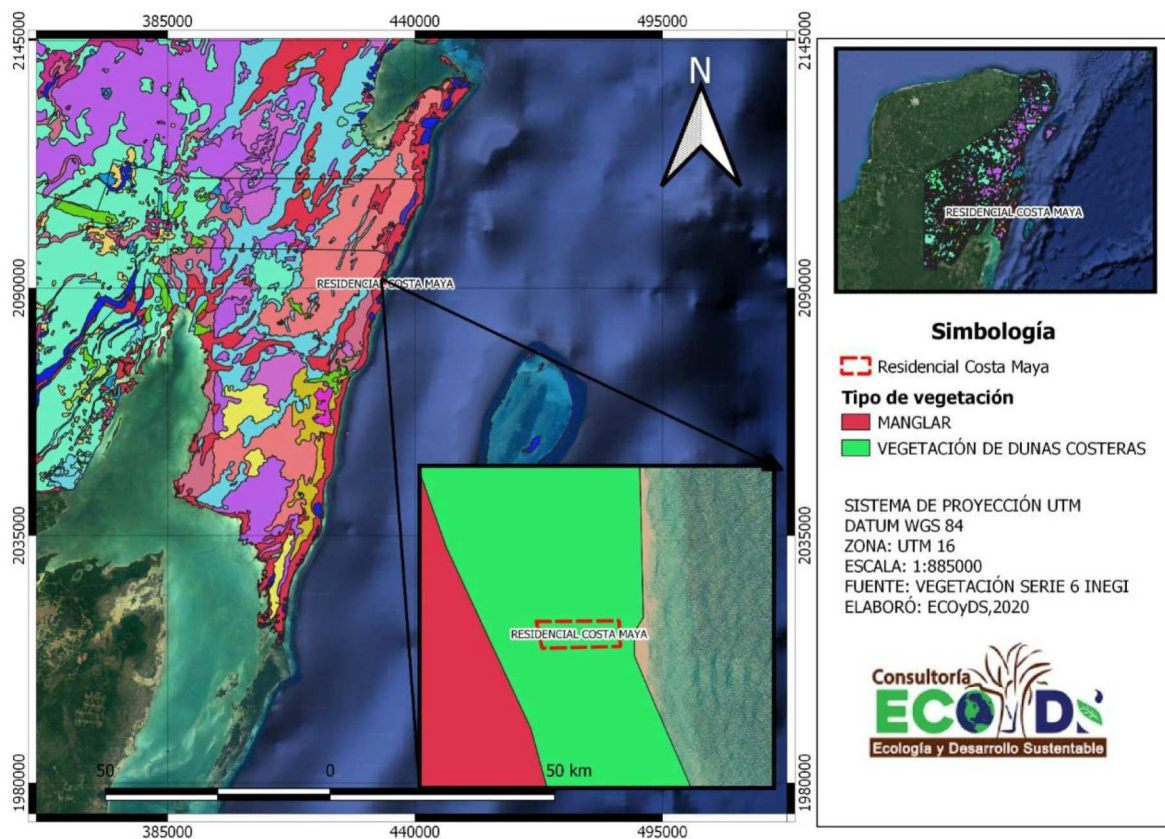 385000
440000
495000
2145000
2090000
2035000
1980000
N
RESIDENCIAL COSTA MAYA
RESIDENCIAL COSTA MAYA
50
0
50 km
385000
440000
495000
2145000
2090000
2035000
1980000
RESIDENCIAL COSTA MAYA
Simbología
Residencial Costa Maya
Tipo de vegetación
MANGLAR
VEGETACIÓN DE DUNAS COSTERAS
SISTEMA DE PROYECCIÓN UTM
DATUM WGS 84
ZONA: UTM 16
ESCALA: 1:885000
FUENTE: VEGETACIÓN SERIE 6 INEGI
ELABORÓ: ECOyDS,2020
Consultoría
ECOyDS
Ecología y Desarrollo Sustentable